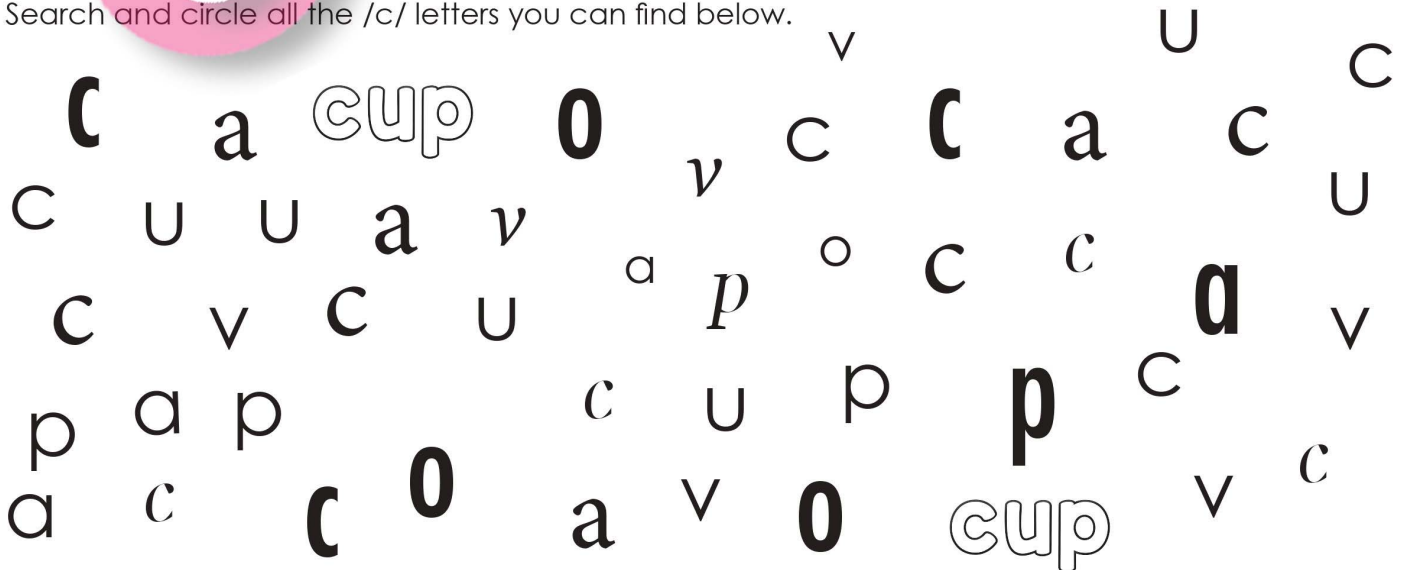 Search and circle all the /c/ letters you can find below.
v U c
c a cup o c c a c
v
c u u a v u
a p o c c a
c v c u v
p a p c u p p c
a c c o a v o cup v c